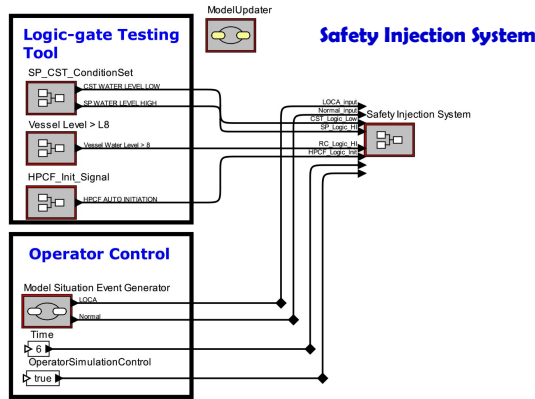 ModelUpdater
Safety Injection System
Logic-gate Testing
Tool
SP_CST_ConditionSet
CST WATER LEVEL LOW
SP WATER LEVEL HIGH
Vessel Level > L8
Vessel Water Level > 8
HPCF_Init_Signal
HPCF AUTO INITIATION
LOCA_input
Normal_input
CST_Logic_Low
SP_Logic_HI
RC_Logic_HI
HPCF_Logic_Init
Safety Injection System
Operator Control
Model Situation Event Generator
LOCA
Normal
Time
6
OperatorSimulationControl
true